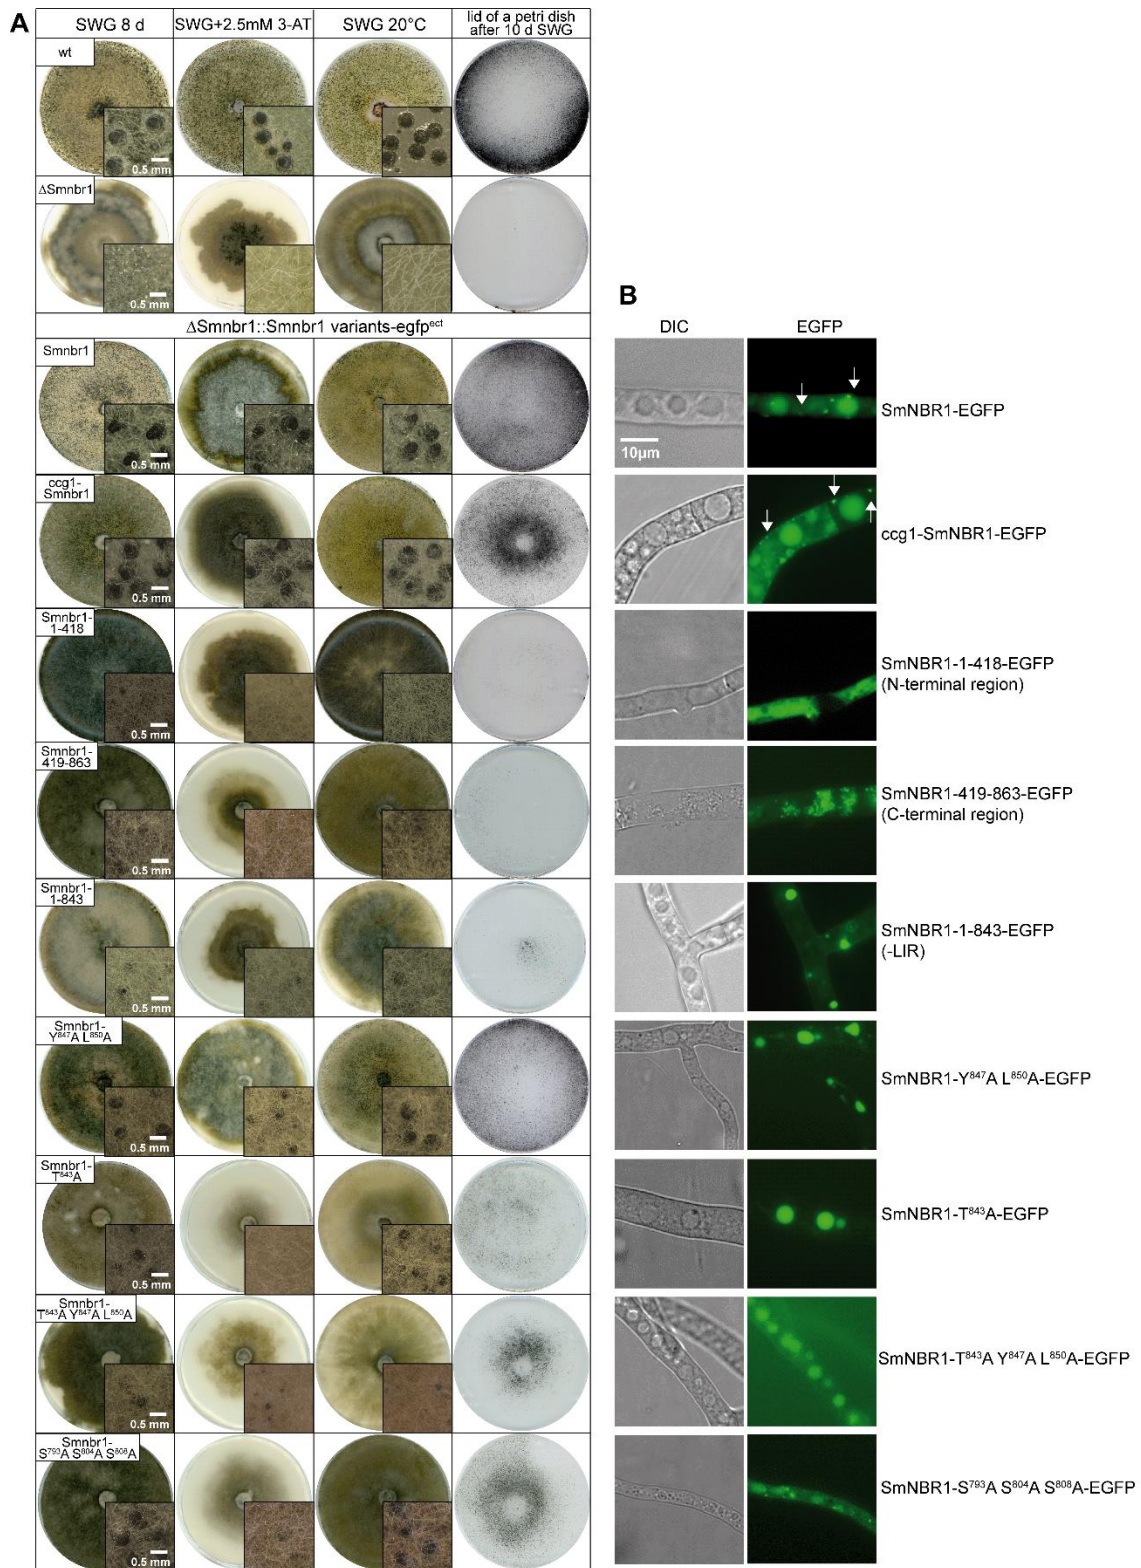 A
SWG 8 d
SWG+2.5mM 3-AT
SWG 20°C
lid of a petri dish
after 10 d SWG
wt
0.5 mm
ΔSmnbr1
0.5 mm
ΔSmnbr1::Smnbr1 variants-egfpᵉᶜᵗ
Smnbr1
0.5 mm
ccg1-
Smnbr1
0.5 mm
Smnbr1-
1-418
0.5 mm
Smnbr1-
419-863
0.5 mm
Smnbr1-
1-843
0.5 mm
Smnbr1-
Y⁸⁴⁷A L⁸⁵⁰A
0.5 mm
Smnbr1-
T⁸⁴³A
0.5 mm
Smnbr1-
T⁸⁴³A Y⁸⁴⁷A L⁸⁵⁰A
0.5 mm
Smnbr1-
S⁷⁹³A S⁸⁰⁴A S⁸⁰⁸A
0.5 mm
B
DIC
EGFP
10µm
SmNBR1-EGFP
ccg1-SmNBR1-EGFP
SmNBR1-1-418-EGFP
(N-terminal region)
SmNBR1-419-863-EGFP
(C-terminal region)
SmNBR1-1-843-EGFP
(-LIR)
SmNBR1-Y⁸⁴⁷A L⁸⁵⁰A-EGFP
SmNBR1-T⁸⁴³A-EGFP
SmNBR1-T⁸⁴³A Y⁸⁴⁷A L⁸⁵⁰A-EGFP
SmNBR1-S⁷⁹³A S⁸⁰⁴A S⁸⁰⁸A-EGFP